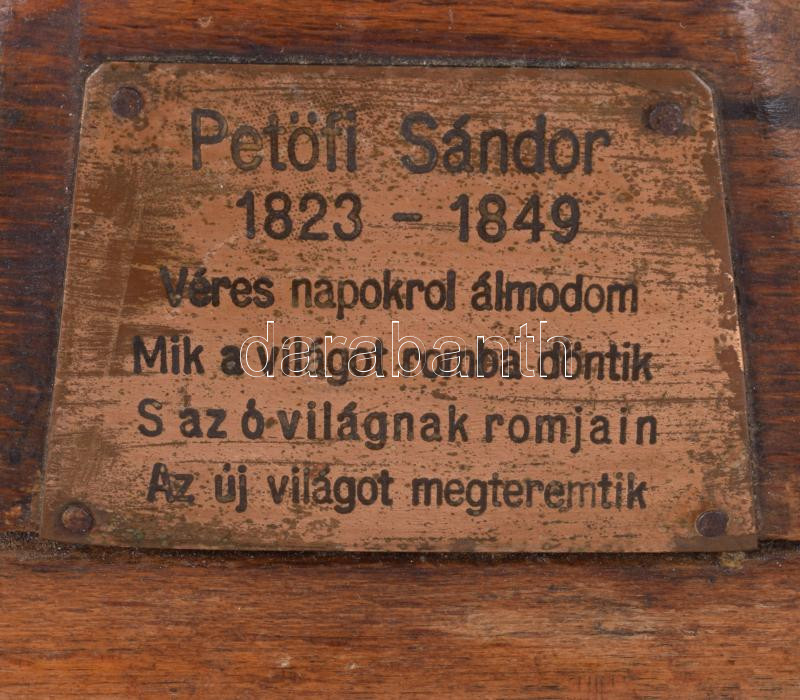 Petöfi Sándor
1823 - 1849
Véres napokrol álmodom
Mik a világot romba döntik
darabanth
S az ó világnak romjain
Az új világot megteremtik